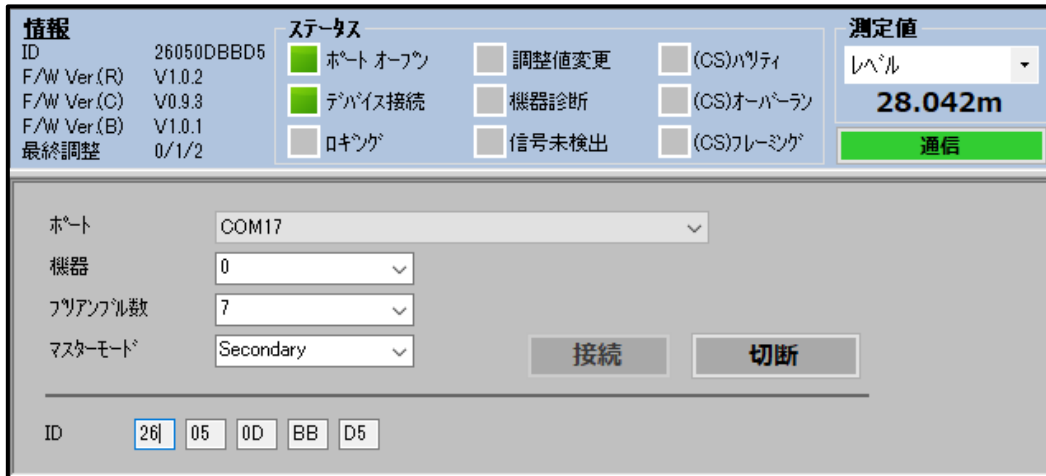 情報
ID 26050DBBD5
F/W Ver.(R) V1.0.2
F/W Ver.(C) V0.9.3
F/W Ver.(B) V1.0.1
最終調整 0/1/2
ステータス
ﾎﾟｰﾄ ｵｰﾌﾟﾝ 調整値変更 (CS)ﾊﾟﾘﾃｨ
ﾃﾞﾊﾞｲｽ接続 機器診断 (CS)ｵｰﾊﾞｰﾗﾝ
ﾛｷﾝｸﾞ 信号未検出 (CS)ﾌﾚｰﾐﾝｸﾞ
測定値
ﾚﾍﾞﾙ
28.042m
通信
ﾎﾟｰﾄ COM17
機器 0
ﾌﾟﾘｱﾝﾌﾞﾙ数 7
ﾏｽﾀｰﾓｰﾄﾞ Secondary
接続 切断
ID 26 05 0D BB D5